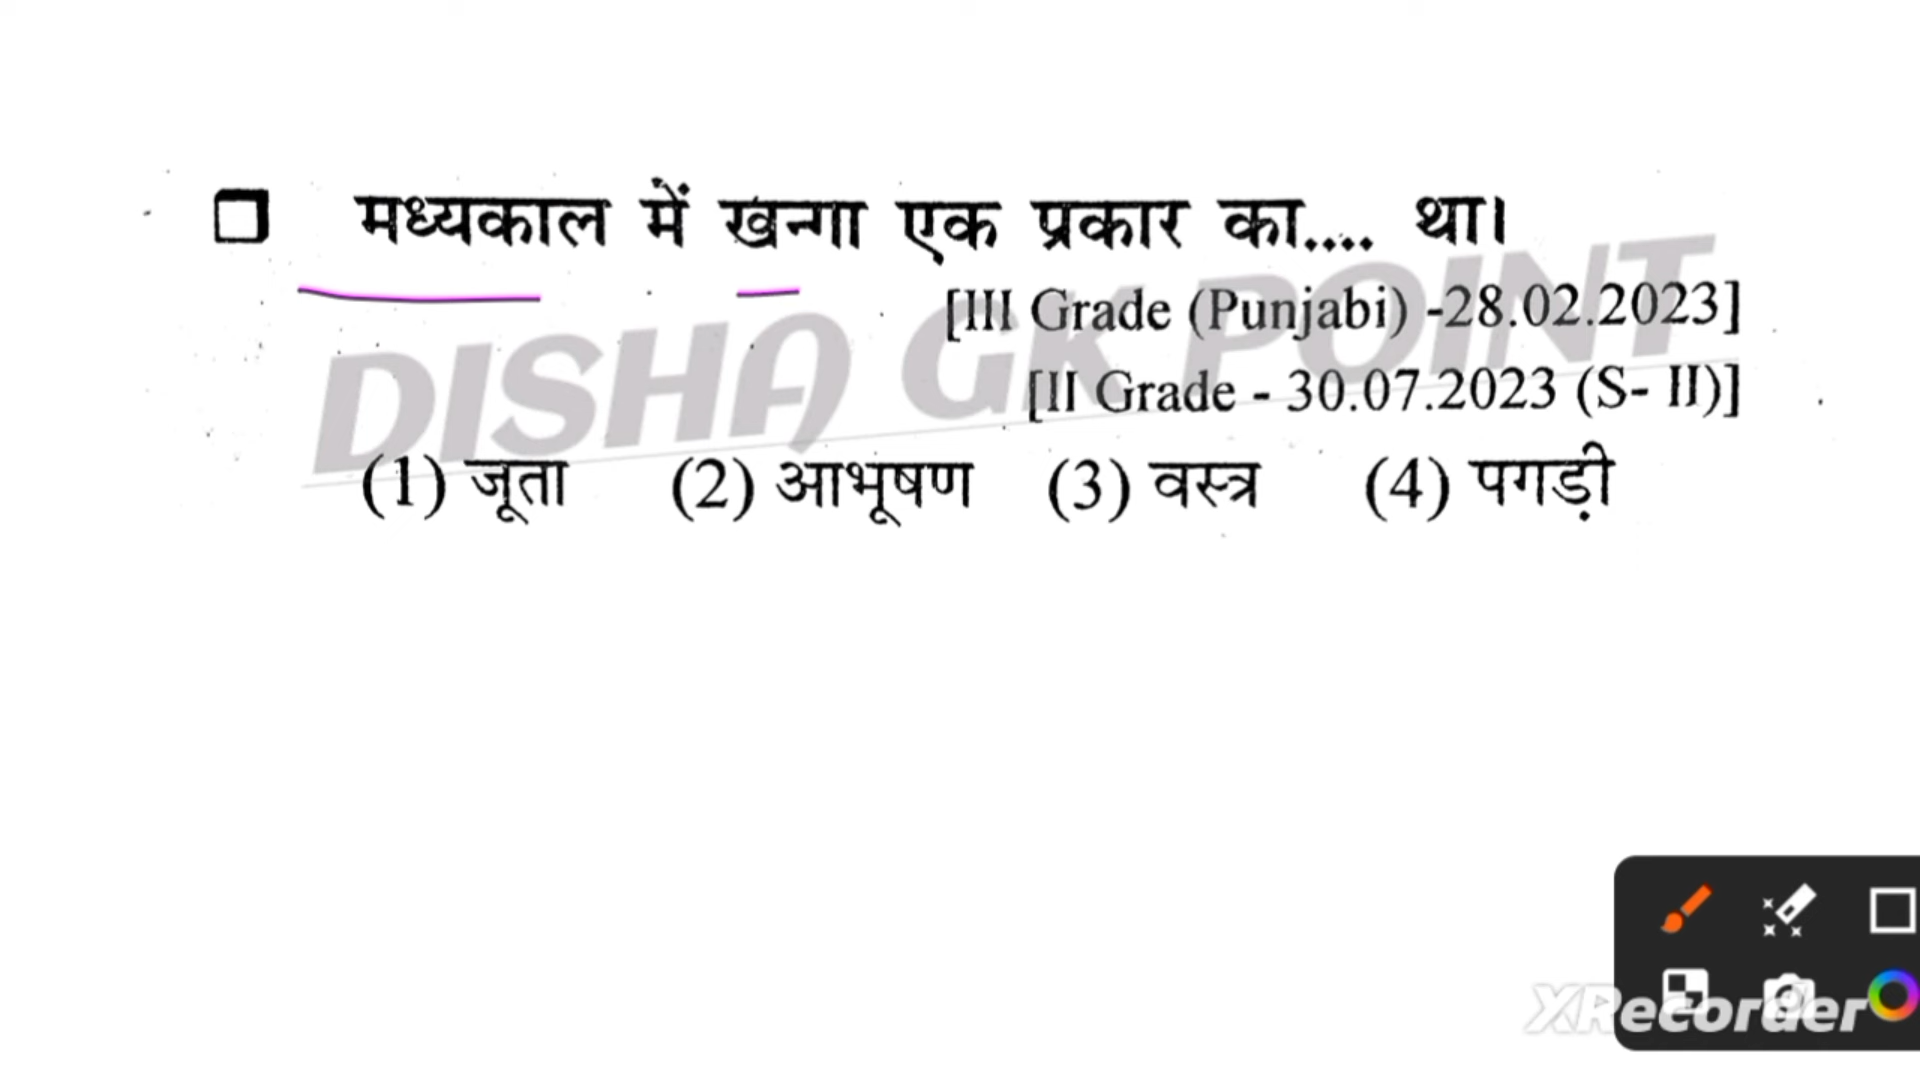 मध्यकाल में खन्गा एक प्रकार का.... था।
[III Grade (Punjabi) -28.02.2023]
DISHA GK POINT
[II Grade - 30.07.2023 (S- II)]
(1) जूता (2) आभूषण (3) वस्त्र (4) पगड़ी
XRecorder